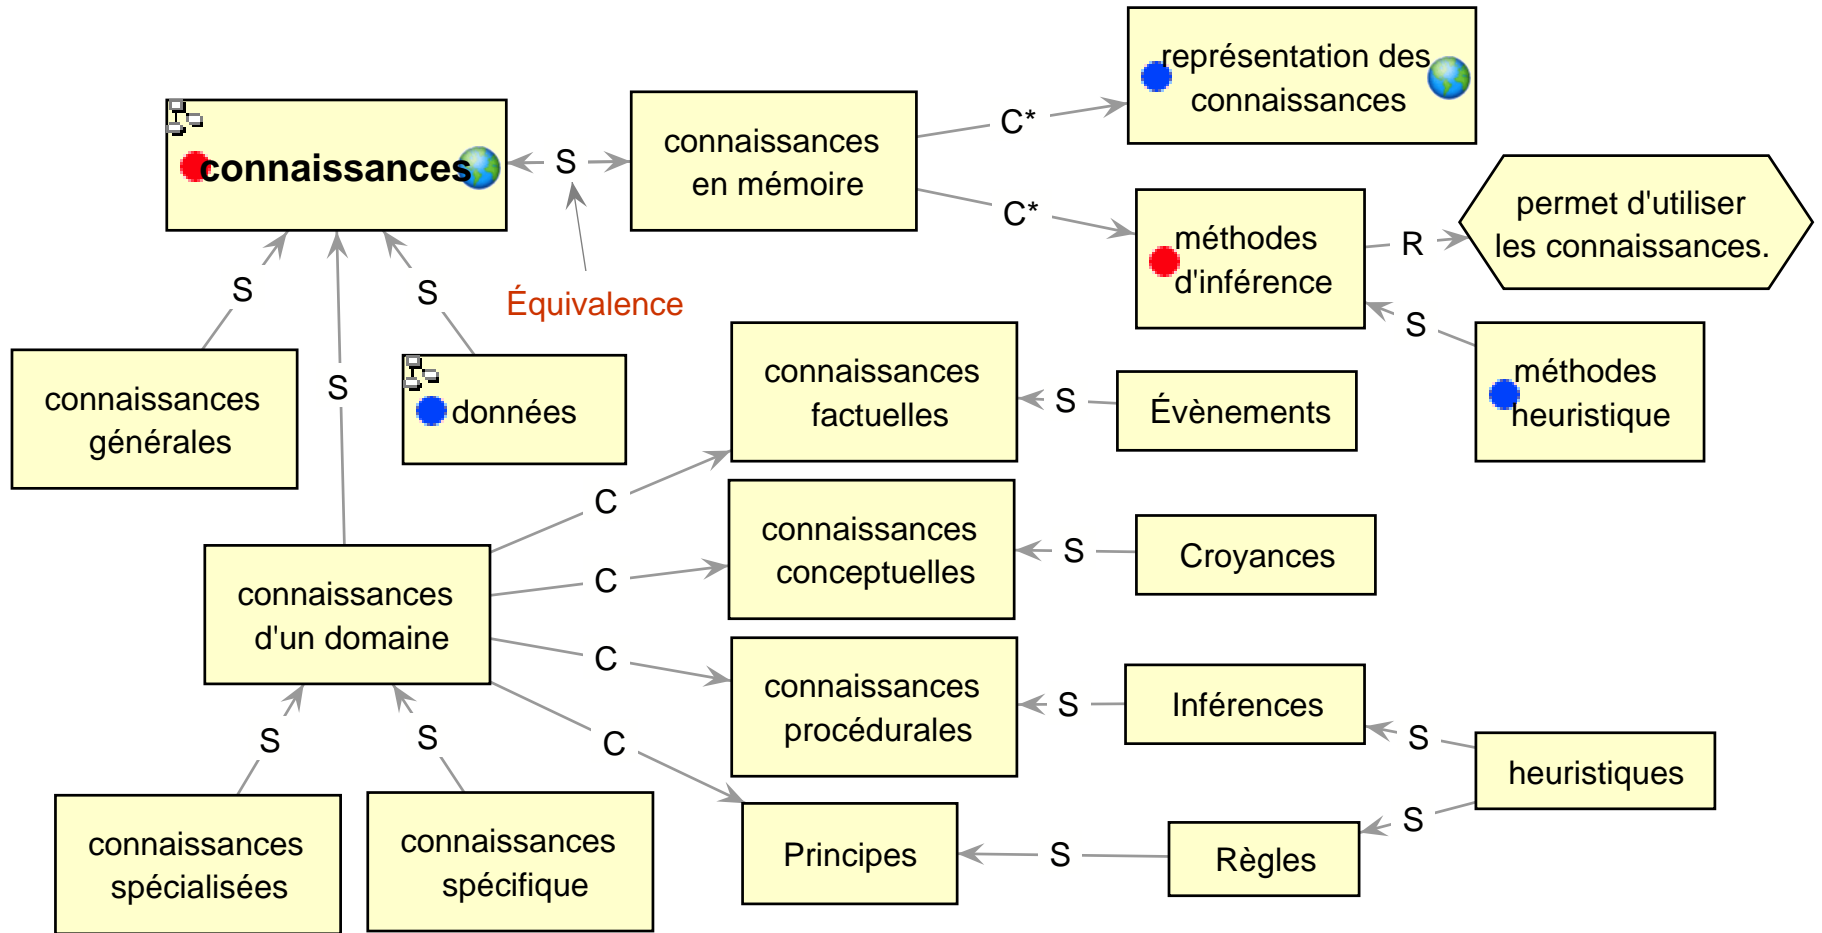 représentation des
connaissances
connaissances
S
connaissances
en mémoire
C*
C*
permet d'utiliser
les connaissances.
méthodes
d'inférence
R
S
S
S
Équivalence
S
méthodes
heuristique
connaissances
générales
données
connaissances
factuelles
S
Évènements
C
connaissances
conceptuelles
S
Croyances
C
connaissances
d'un domaine
C
connaissances
procédurales
S
Inférences
S
heuristiques
S
S
S
C
connaissances
spécialisées
connaissances
spécifique
Principes
S
Règles